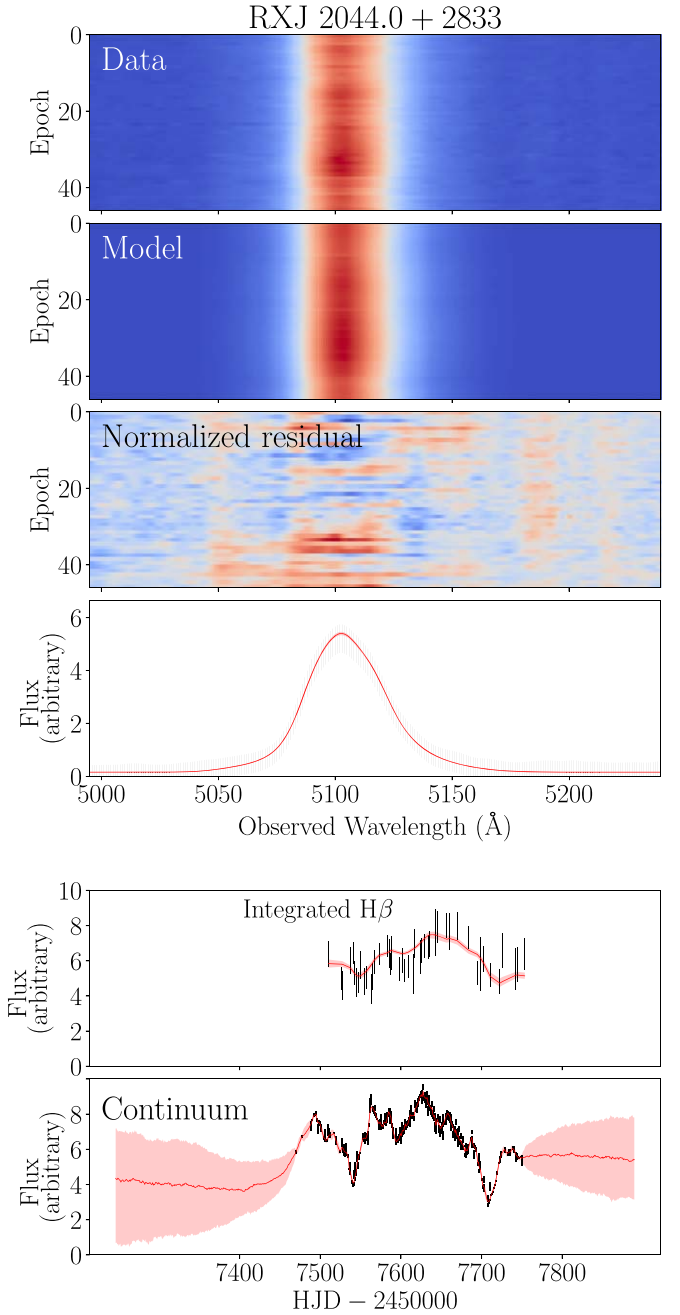 RXJ 2044.0 + 2833
Data
Epoch
0
20
40
Model
Epoch
0
20
40
Normalized residual
Epoch
0
20
40
Flux
(arbitrary)
6
4
2
0
5000 5050 5100 5150 5200
Observed Wavelength (Å)
Integrated Hβ
Flux
(arbitrary)
10
8
6
4
2
0
Continuum
Flux
(arbitrary)
8
6
4
2
0
7400 7500 7600 7700 7800
HJD − 2450000